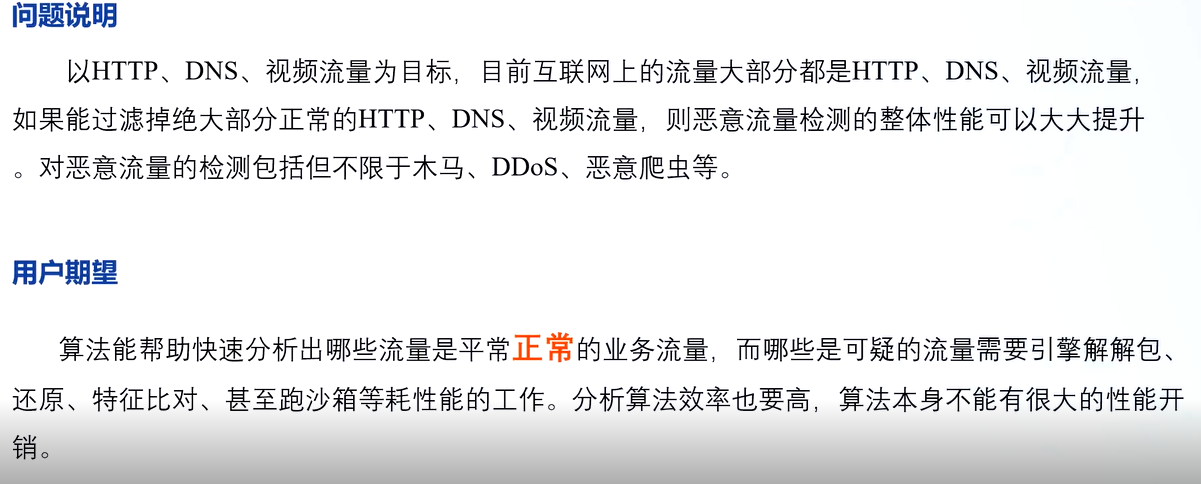 问题说明
以HTTP、DNS、视频流量为目标，目前互联网上的流量大部分都是HTTP、DNS、视频流量，
如果能过滤掉绝大部分正常的HTTP、DNS、视频流量，则恶意流量检测的整体性能可以大大提升
。对恶意流量的检测包括但不限于木马、DDoS、恶意爬虫等。
用户期望
算法能帮助快速分析出哪些流量是平常正常的业务流量，而哪些是可疑的流量需要引擎解解包、
还原、特征比对、甚至跑沙箱等耗性能的工作。分析算法效率也要高，算法本身不能有很大的性能开
销。